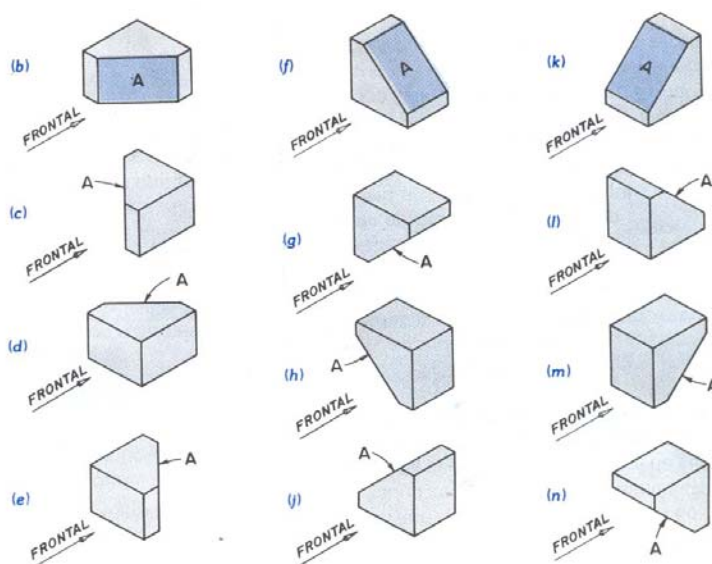 (b)
A
FRONTAL
(c)
A
FRONTAL
(d)
A
FRONTAL
(e)
A
FRONTAL
(f)
A
FRONTAL
(g)
A
FRONTAL
(h)
A
FRONTAL
(j)
A
FRONTAL
(k)
A
FRONTAL
(l)
A
FRONTAL
(m)
A
FRONTAL
(n)
A
FRONTAL